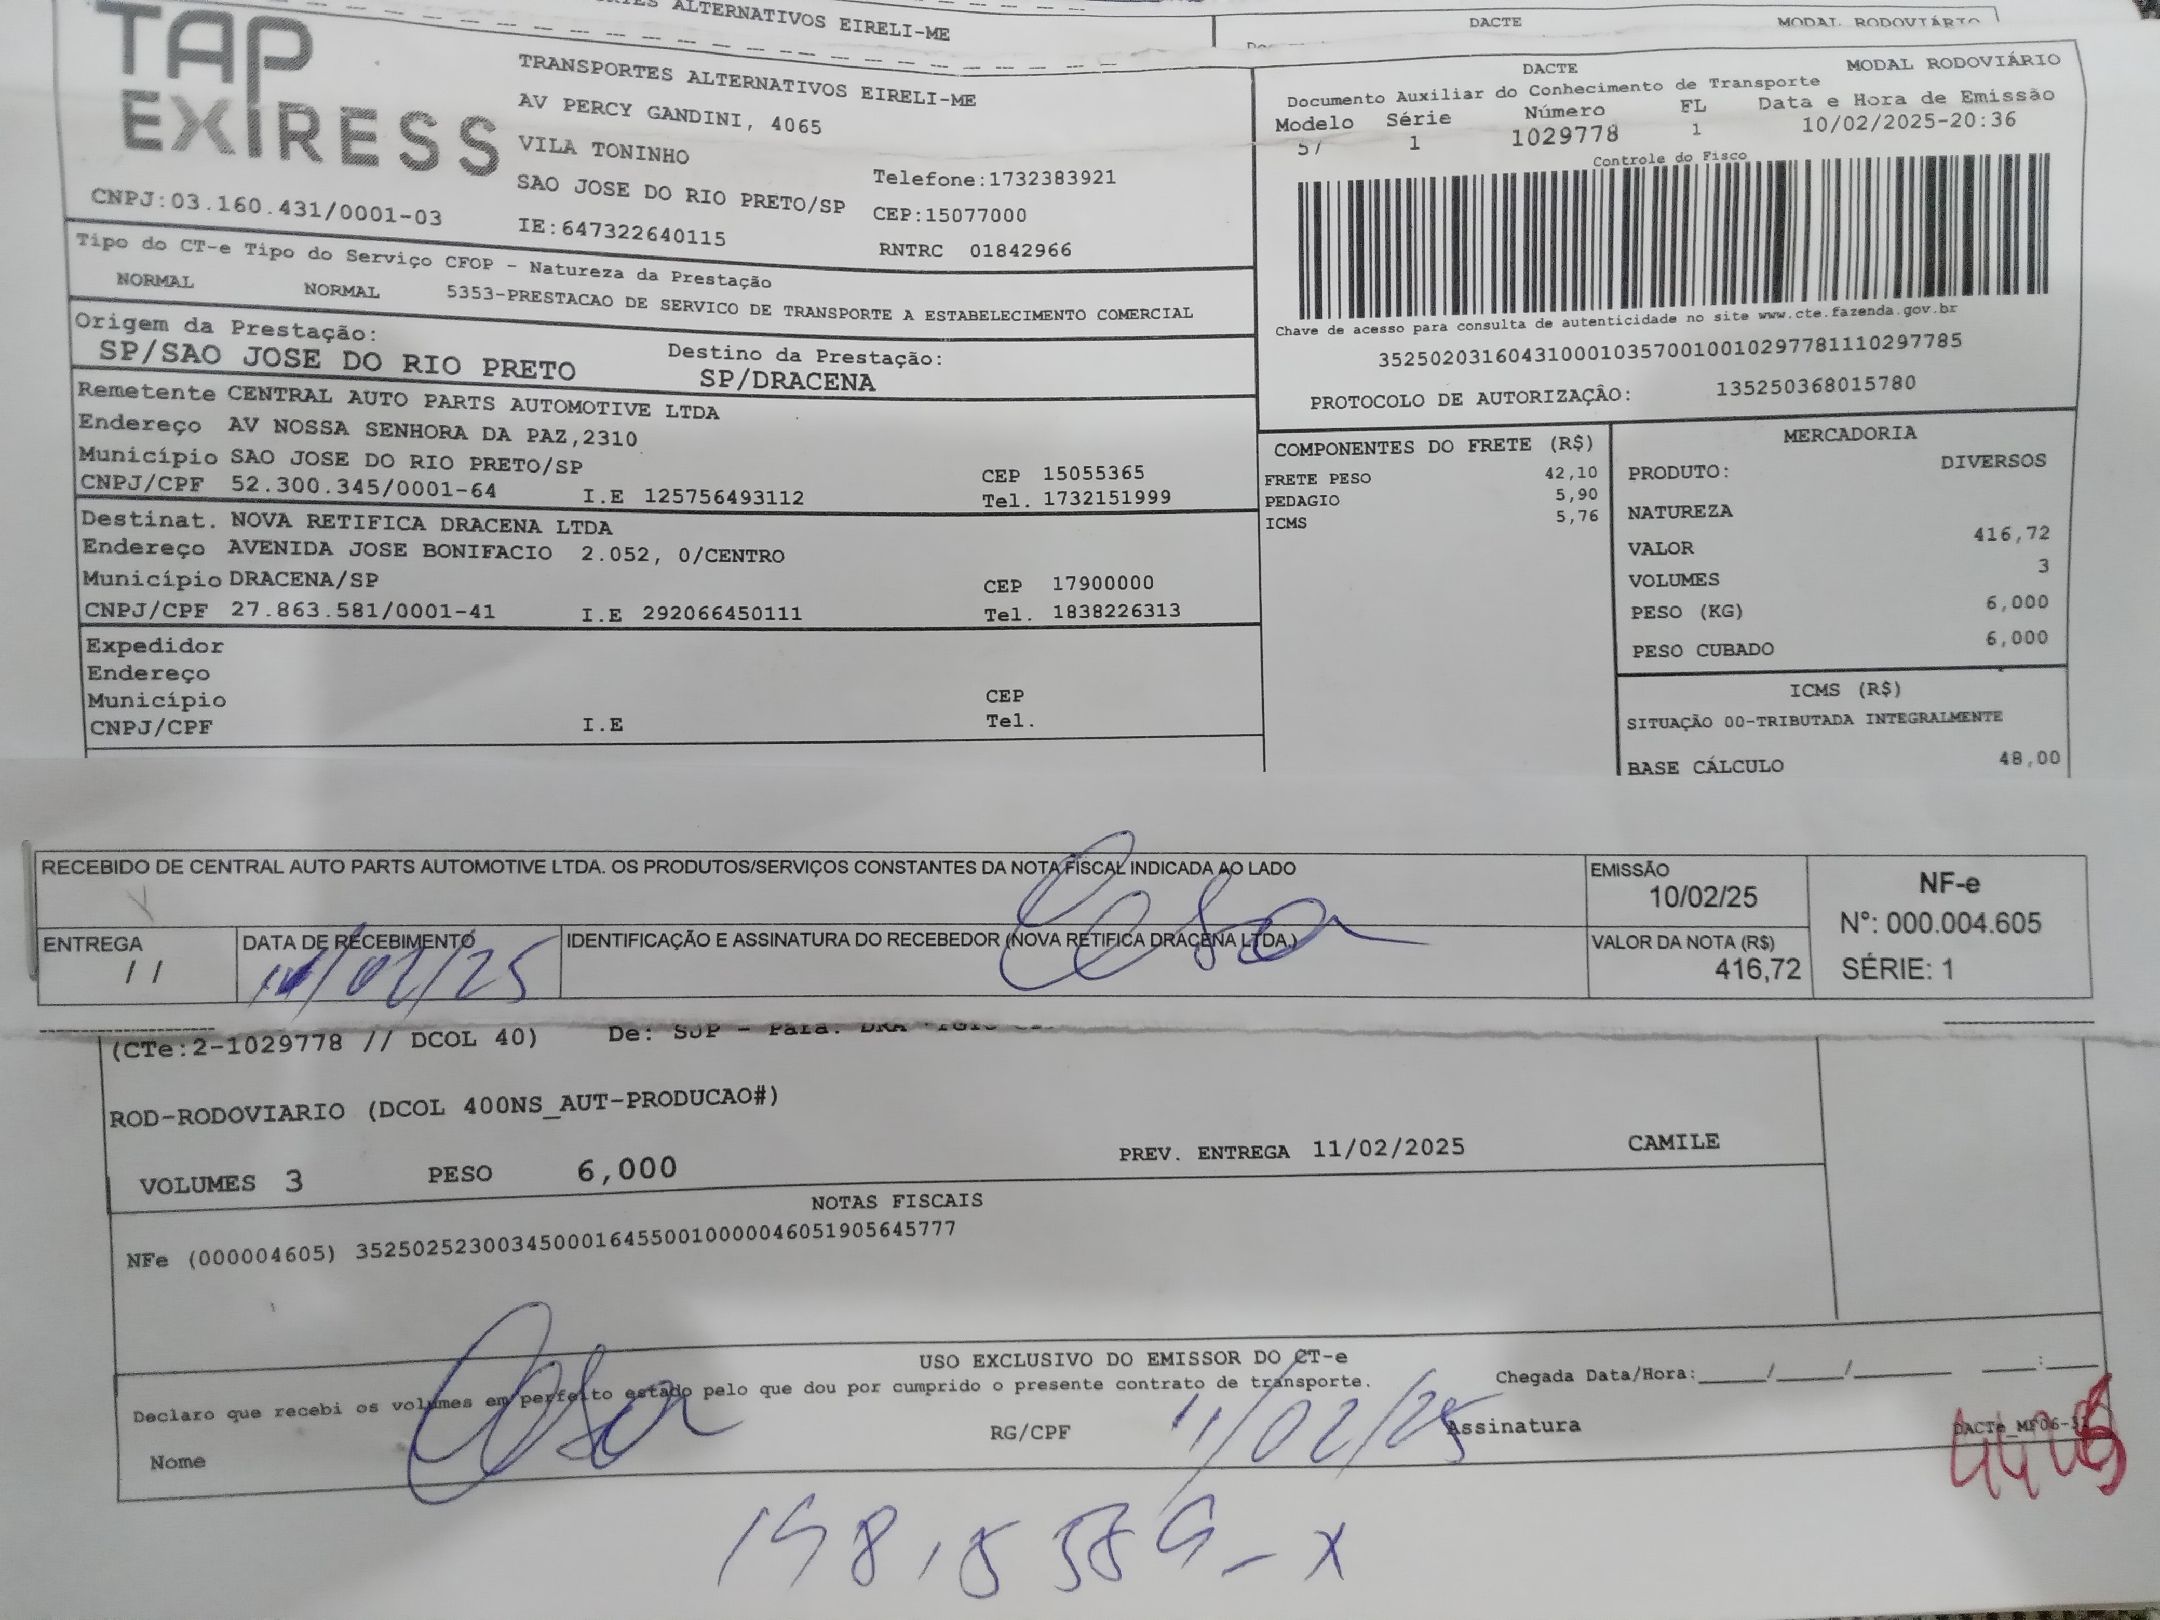 ALTERNATIVOS EIRELI-ME
DACTE
MODAL RODOVIÁRIO
TAP
EXIRESS
CNPJ:03.160.431/0001-03
TRANSPORTES ALTERNATIVOS EIRELI-ME
AV PERCY GANDINI, 4065
VILA TONINHO
SAO JOSE DO RIO PRETO/SP
IE:647322640115
Telefone:1732383921
CEP:15077000
RNTRC 01842966
DACTE
MODAL RODOVIÁRIO
Documento Auxiliar do Conhecimento de Transporte
Modelo Série Número FL Data e Hora de Emissão
57 1 1029778 1 10/02/2025-20:36
Controle do Fisco
Chave de acesso para consulta de autenticidade no site www.cte.fazenda.gov.br
35250203160431000103570010010297781110297785
PROTOCOLO DE AUTORIZAÇÃO: 135250368015780
Tipo do CT-e Tipo do Serviço CFOP - Natureza da Prestação
NORMAL NORMAL 5353-PRESTACAO DE SERVICO DE TRANSPORTE A ESTABELECIMENTO COMERCIAL
Origem da Prestação: Destino da Prestação:
SP/SAO JOSE DO RIO PRETO SP/DRACENA
Remetente CENTRAL AUTO PARTS AUTOMOTIVE LTDA
Endereço AV NOSSA SENHORA DA PAZ,2310
Município SAO JOSE DO RIO PRETO/SP CEP 15055365
CNPJ/CPF 52.300.345/0001-64 I.E 125756493112 Tel. 1732151999
Destinat. NOVA RETIFICA DRACENA LTDA
Endereço AVENIDA JOSE BONIFACIO 2.052, 0/CENTRO
Município DRACENA/SP CEP 17900000
CNPJ/CPF 27.863.581/0001-41 I.E 292066450111 Tel. 1838226313
Expedidor
Endereço
Município CEP
CNPJ/CPF I.E Tel.
COMPONENTES DO FRETE (R$)
FRETE PESO 42,10
PEDAGIO 5,90
ICMS 5,76
MERCADORIA
PRODUTO: DIVERSOS
NATUREZA
VALOR 416,72
VOLUMES 3
PESO (KG) 6,000
PESO CUBADO 6,000
ICMS (R$)
SITUAÇÃO 00-TRIBUTADA INTEGRALMENTE
BASE CÁLCULO 48,00
RECEBIDO DE CENTRAL AUTO PARTS AUTOMOTIVE LTDA. OS PRODUTOS/SERVIÇOS CONSTANTES DA NOTA FISCAL INDICADA AO LADO
ENTREGA
/ /
DATA DE RECEBIMENTO
11/02/25
IDENTIFICAÇÃO E ASSINATURA DO RECEBEDOR (NOVA RETIFICA DRACENA LTDA.)
EMISSÃO
10/02/25
VALOR DA NOTA (R$)
416,72
NF-e
Nº: 000.004.605
SÉRIE: 1
(CTe:2-1029778 // DCOL 40) De: SJP - Para: DRA
ROD-RODOVIARIO (DCOL 400NS_AUT-PRODUCAO#)
VOLUMES 3 PESO 6,000 PREV. ENTREGA 11/02/2025 CAMILE
NOTAS FISCAIS
NFe (000004605) 35250252300345000164550010000046051905645777
USO EXCLUSIVO DO EMISSOR DO CT-e
Declaro que recebi os volumes em perfeito estado pelo que dou por cumprido o presente contrato de transporte.
Chegada Data/Hora:_____/_____/_______ ____:____
Nome RG/CPF 11/02/25 Assinatura